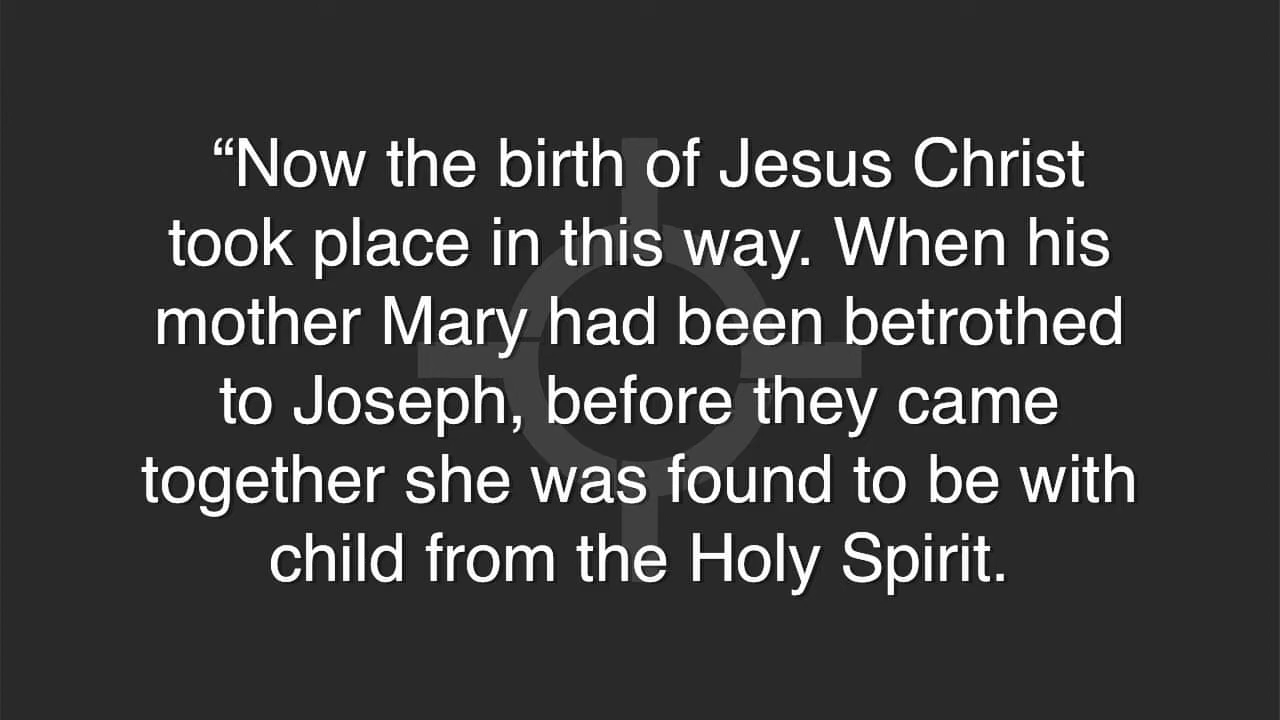 “Now the birth of Jesus Christ
took place in this way. When his
mother Mary had been betrothed
to Joseph, before they came
together she was found to be with
child from the Holy Spirit.